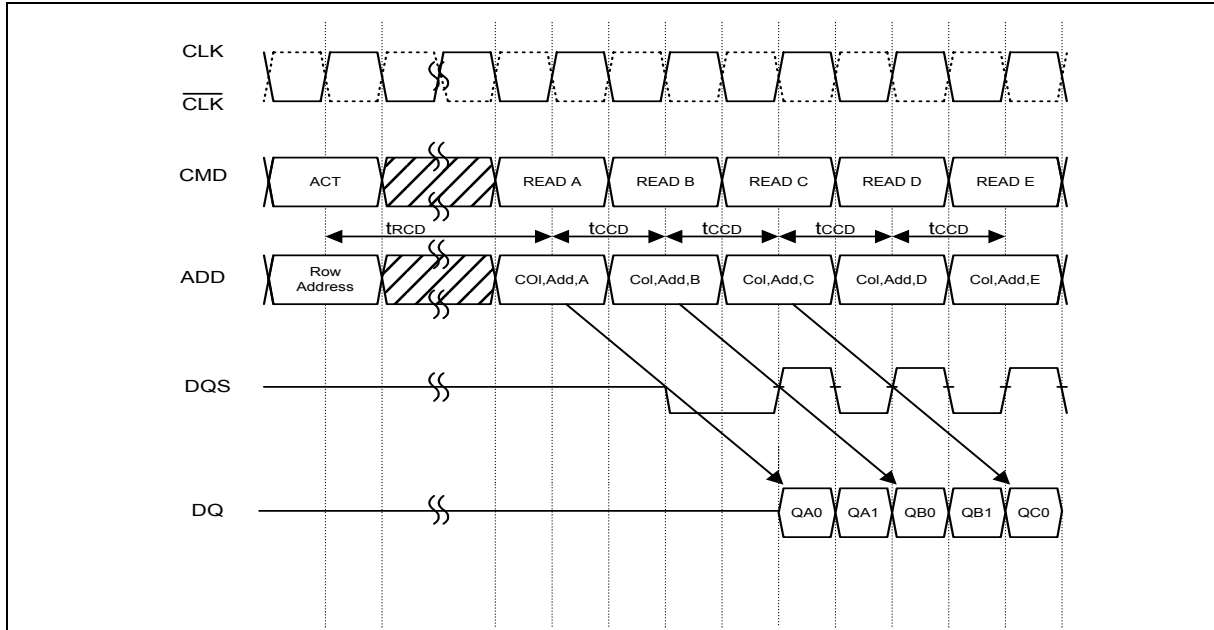 CLK
CLK
CMD
ACT
READ A
READ B
READ C
READ D
READ E
tRCD
tCCD
tCCD
tCCD
tCCD
ADD
Row
Address
COl,Add,A
Col,Add,B
Col,Add,C
Col,Add,D
Col,Add,E
DQS
DQ
QA0
QA1
QB0
QB1
QC0